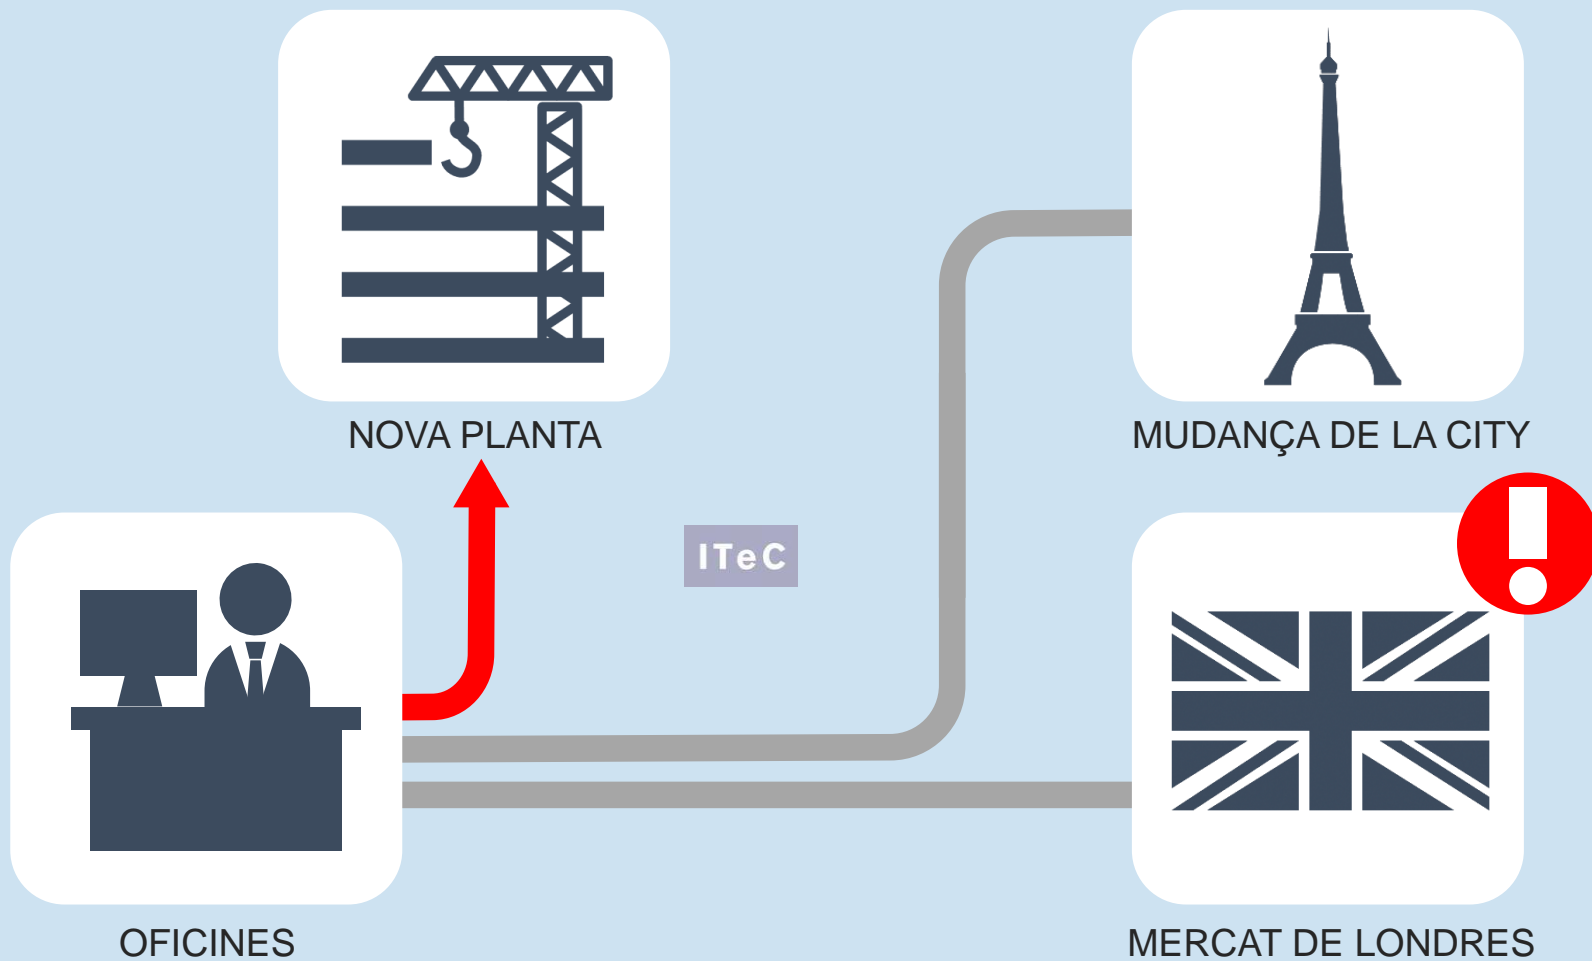 NOVA PLANTA
MUDANÇA DE LA CITY
ITeC
OFICINES
MERCAT DE LONDRES